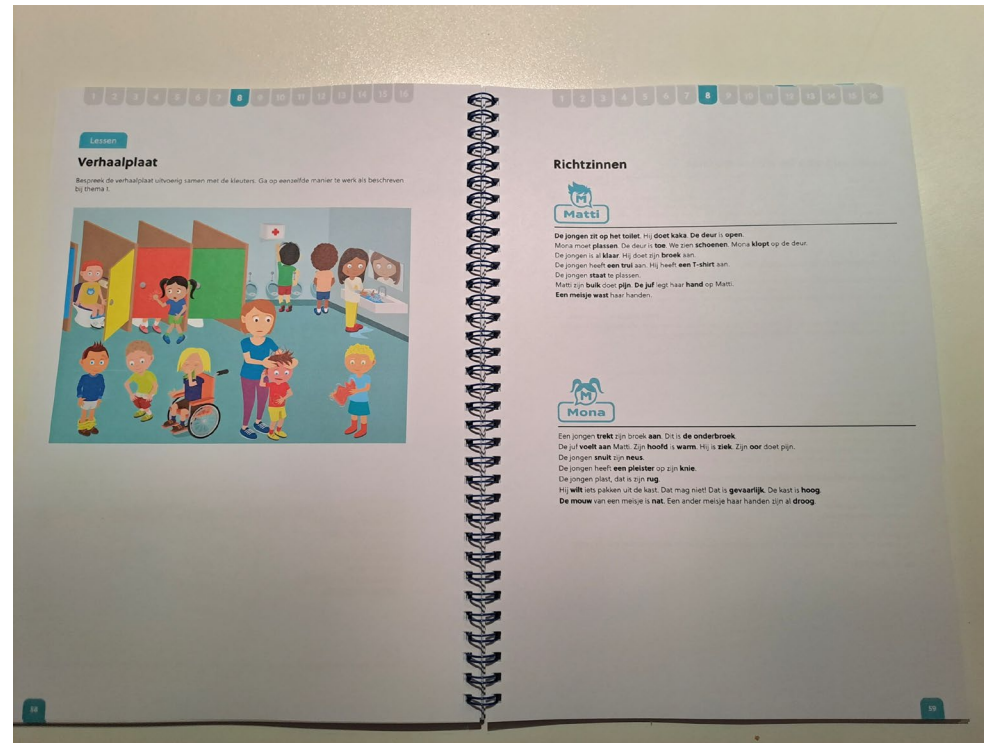 1 2 3 4 5 6 7 8 9 10 11 12 13 14 15 16
Lessen
Verhaalplaat
Bespreek de verhaalplaat uitvoerig samen met de kleuters. Ga op eenzelfde manier te werk als beschreven
bij thema 1.
58
1 2 3 4 5 6 7 8 9 10 11 12 13 14 15 16
Richtzinnen
M
Matti
De jongen zit op het toilet. Hij doet kaka. De deur is open.
Mona moet plassen. De deur is toe. We zien schoenen. Mona klopt op de deur.
De jongen is al klaar. Hij doet zijn broek aan.
De jongen heeft een trui aan. Hij heeft een T-shirt aan.
De jongen staat te plassen.
Matti zijn buik doet pijn. De juf legt haar hand op Matti.
Een meisje wast haar handen.
M
Mona
Een jongen trekt zijn broek aan. Dit is de onderbroek.
De juf voelt aan Matti. Zijn hoofd is warm. Hij is ziek. Zijn oor doet pijn.
De jongen snuit zijn neus.
De jongen heeft een pleister op zijn knie.
De jongen plast, dat is zijn rug.
Hij wilt iets pakken uit de kast. Dat mag niet! Dat is gevaarlijk. De kast is hoog.
De mouw van een meisje is nat. Een ander meisje haar handen zijn al droog.
59